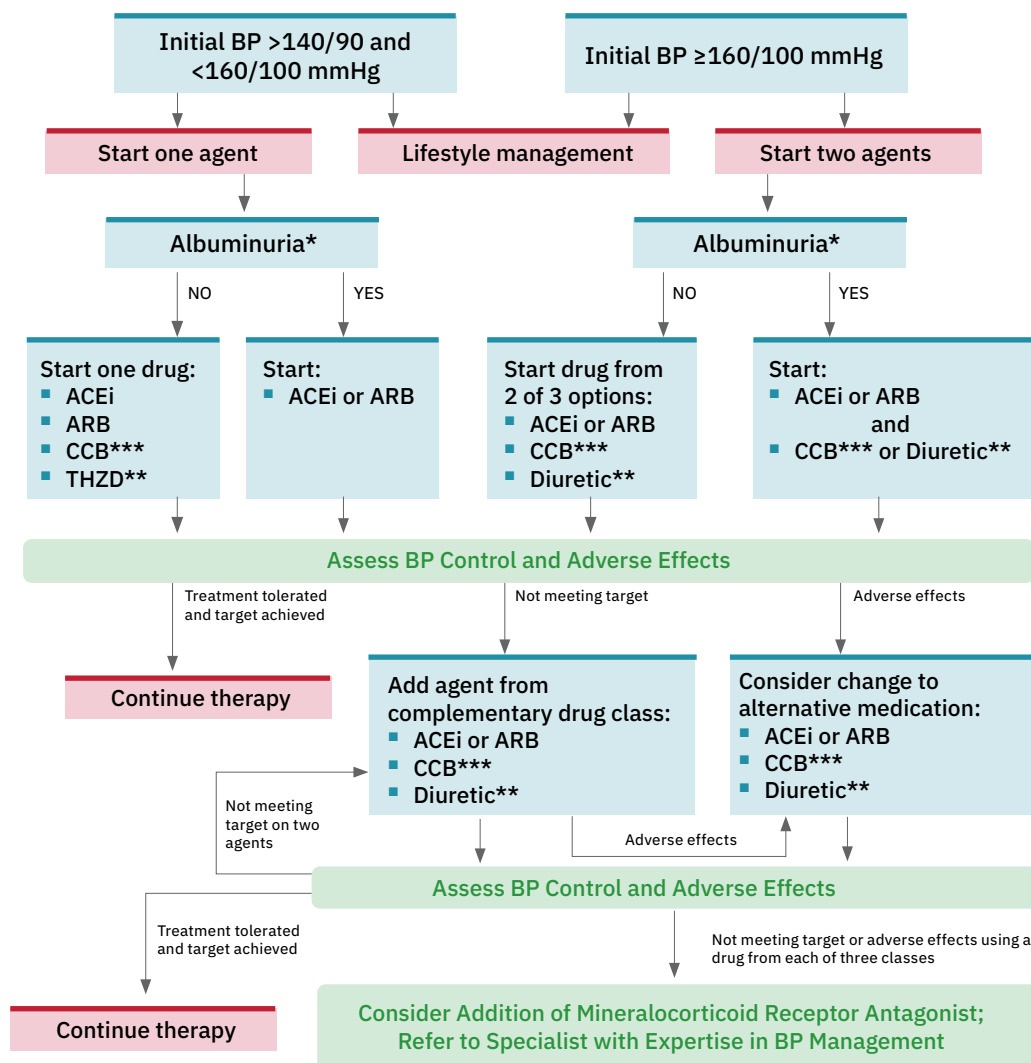 Initial BP >140/90 and
<160/100 mmHg
Initial BP ≥160/100 mmHg
Start one agent
Lifestyle management
Start two agents
Albuminuria*
Albuminuria*
NO
YES
NO
YES
Start one drug:
▪ ACEi
▪ ARB
▪ CCB***
▪ THZD**
Start:
▪ ACEi or ARB
Start drug from
2 of 3 options:
▪ ACEi or ARB
▪ CCB***
▪ Diuretic**
Start:
▪ ACEi or ARB
and
▪ CCB*** or Diuretic**
Assess BP Control and Adverse Effects
Treatment tolerated
and target achieved
Not meeting target
Adverse effects
Continue therapy
Add agent from
complementary drug class:
▪ ACEi or ARB
▪ CCB***
▪ Diuretic**
Consider change to
alternative medication:
▪ ACEi or ARB
▪ CCB***
▪ Diuretic**
Not meeting
target on two
agents
Adverse effects
Assess BP Control and Adverse Effects
Treatment tolerated
and target achieved
Not meeting target or adverse effects using a
drug from each of three classes
Continue therapy
Consider Addition of Mineralocorticoid Receptor Antagonist;
Refer to Specialist with Expertise in BP Management